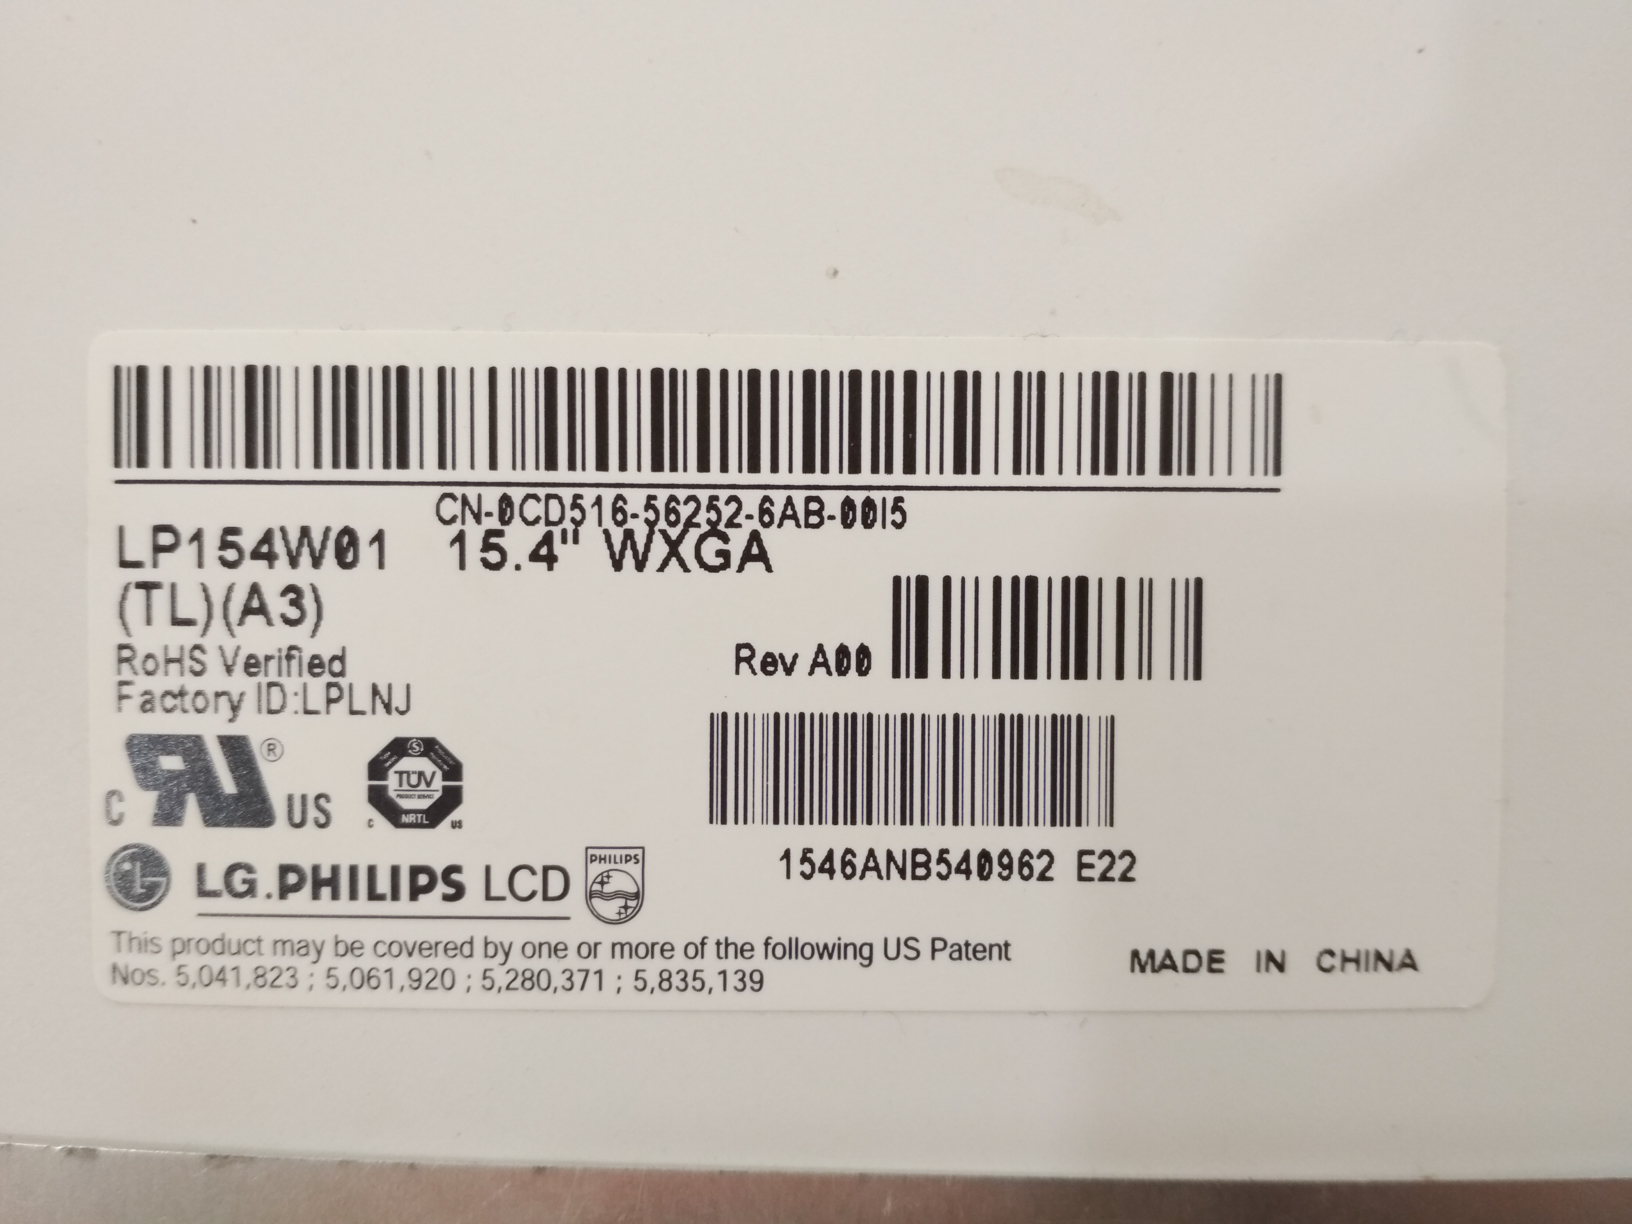 CN-0CD516-56252-6AB-00I5
LP154W01 15.4" WXGA
(TL)(A3)
RoHS Verified
Rev A00
Factory ID:LPLNJ
C ® US
TÜV
PRODUCT SERVICE
C NRTL US
1546ANB540962 E22
LG.PHILIPS LCD
PHILIPS
This product may be covered by one or more of the following US Patent
Nos. 5,041,823 ; 5,061,920 ; 5,280,371 ; 5,835,139
MADE IN CHINA